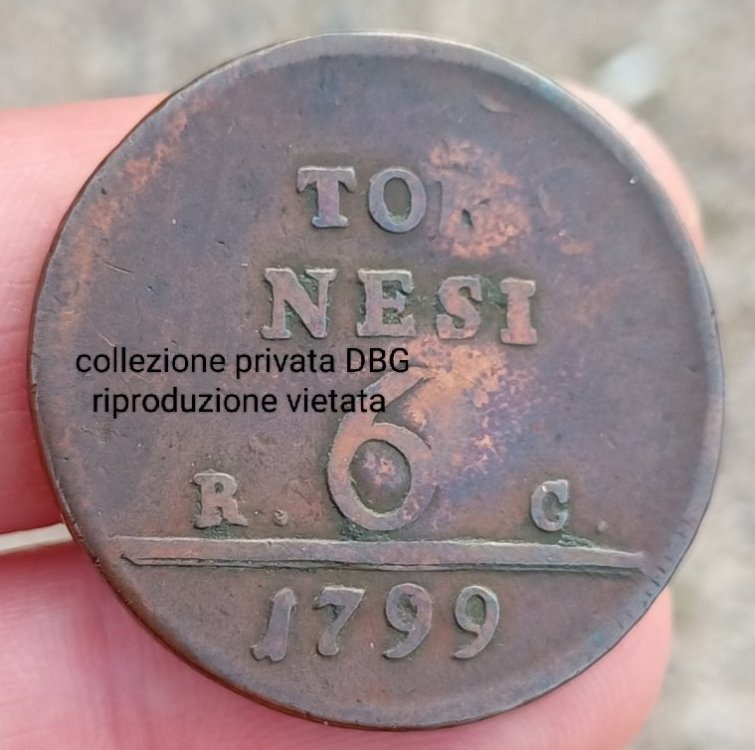 TOR
NESI
collezione privata DBG
riproduzione vietata
6
R. C.
1799